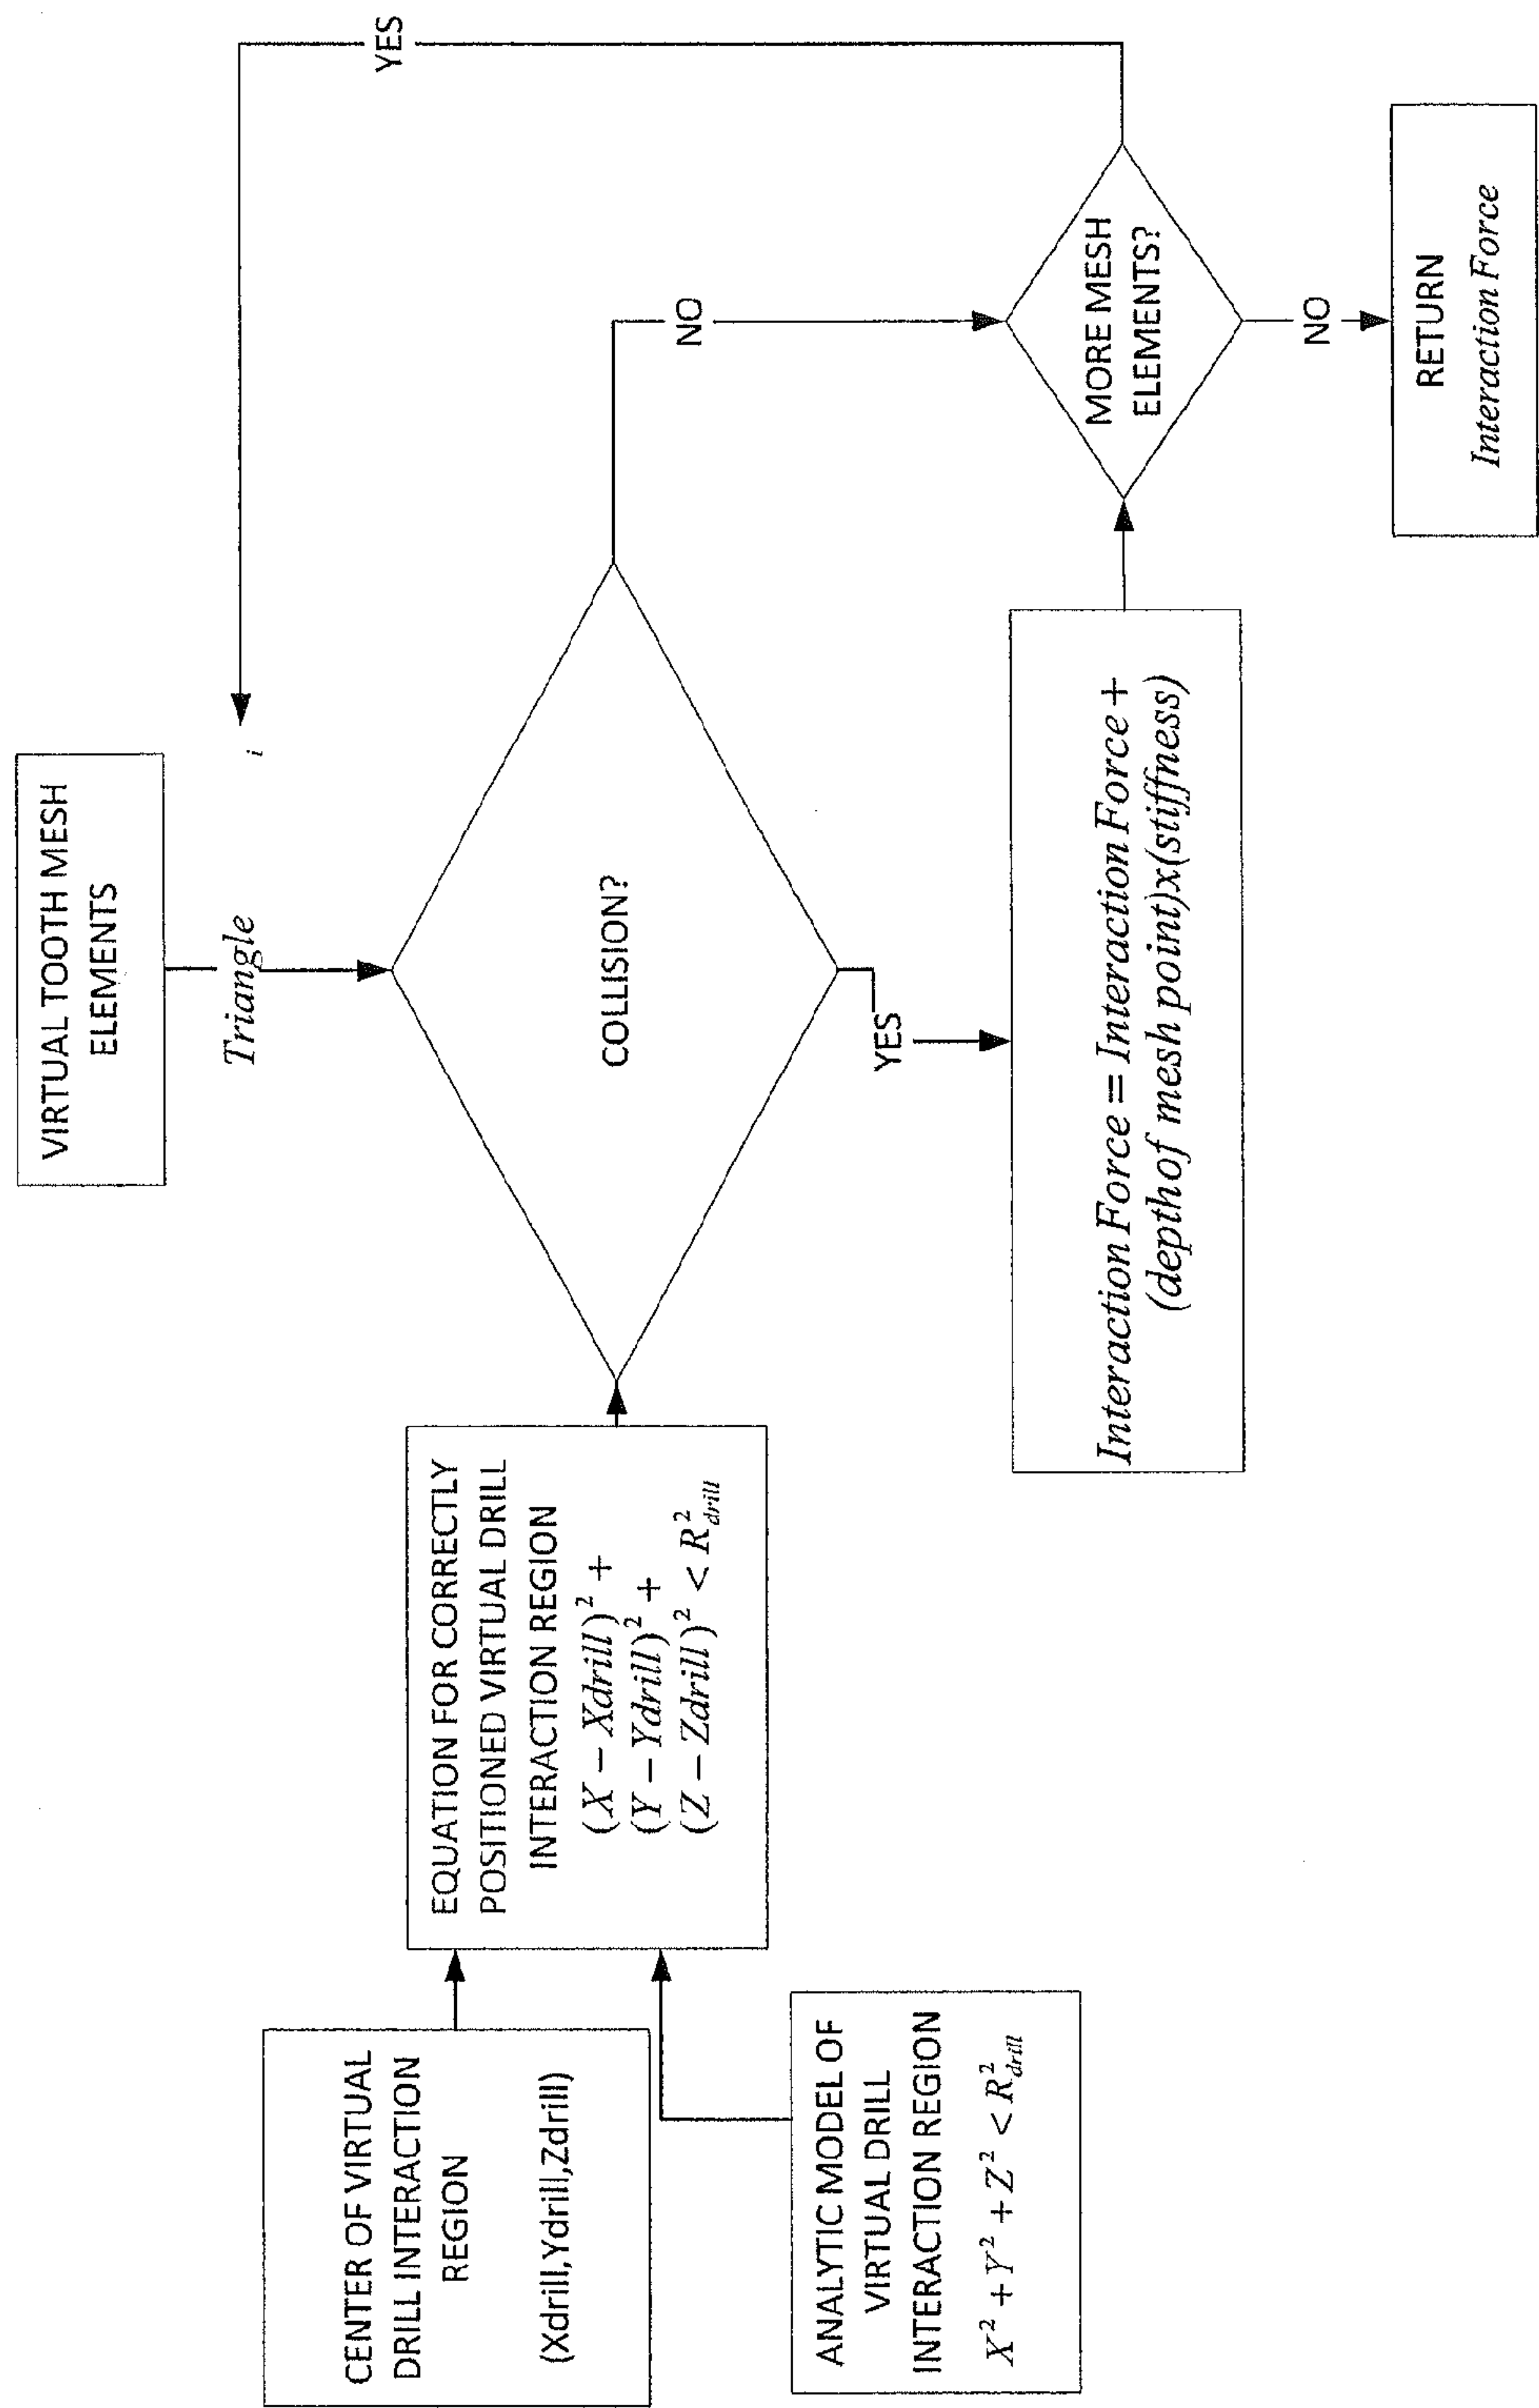 VIRTUAL TOOTH MESH
ELEMENTS
Triangle
i
YES
CENTER OF VIRTUAL
DRILL INTERACTION
REGION
(Xdrill,Ydrill,Zdrill)
EQUATION FOR CORRECTLY
POSITIONED VIRTUAL DRILL
INTERACTION REGION
(X − Xdrill)² +
(Y − Ydrill)² +
(Z − Zdrill)² < R²drill
COLLISION?
NO
ANALYTIC MODEL OF
VIRTUAL DRILL
INTERACTION REGION
X² + Y² + Z² < R²drill
YES
Interaction Force = Interaction Force +
(depth of mesh point)x(stiffness)
MORE MESH
ELEMENTS?
NO
RETURN
Interaction Force